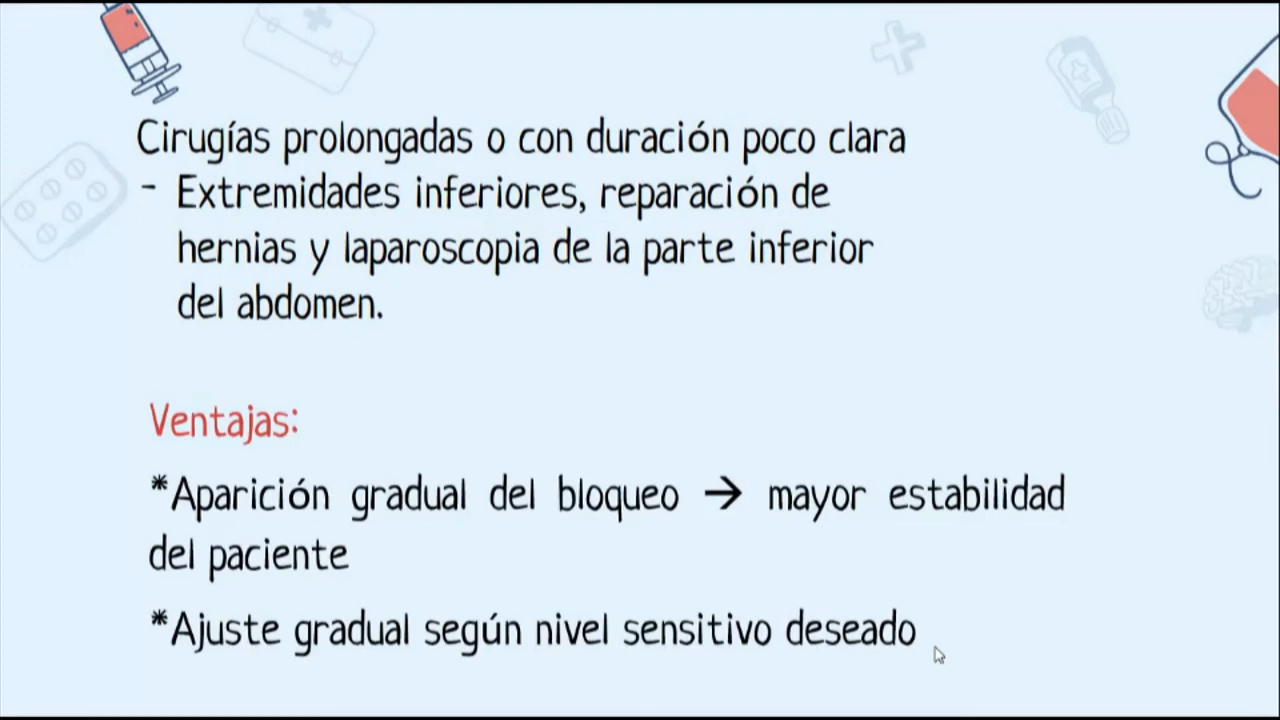 Cirugías prolongadas o con duración poco clara
- Extremidades inferiores, reparación de
hernias y laparoscopia de la parte inferior
del abdomen.
Ventajas:
*Aparición gradual del bloqueo → mayor estabilidad
del paciente
*Ajuste gradual según nivel sensitivo deseado